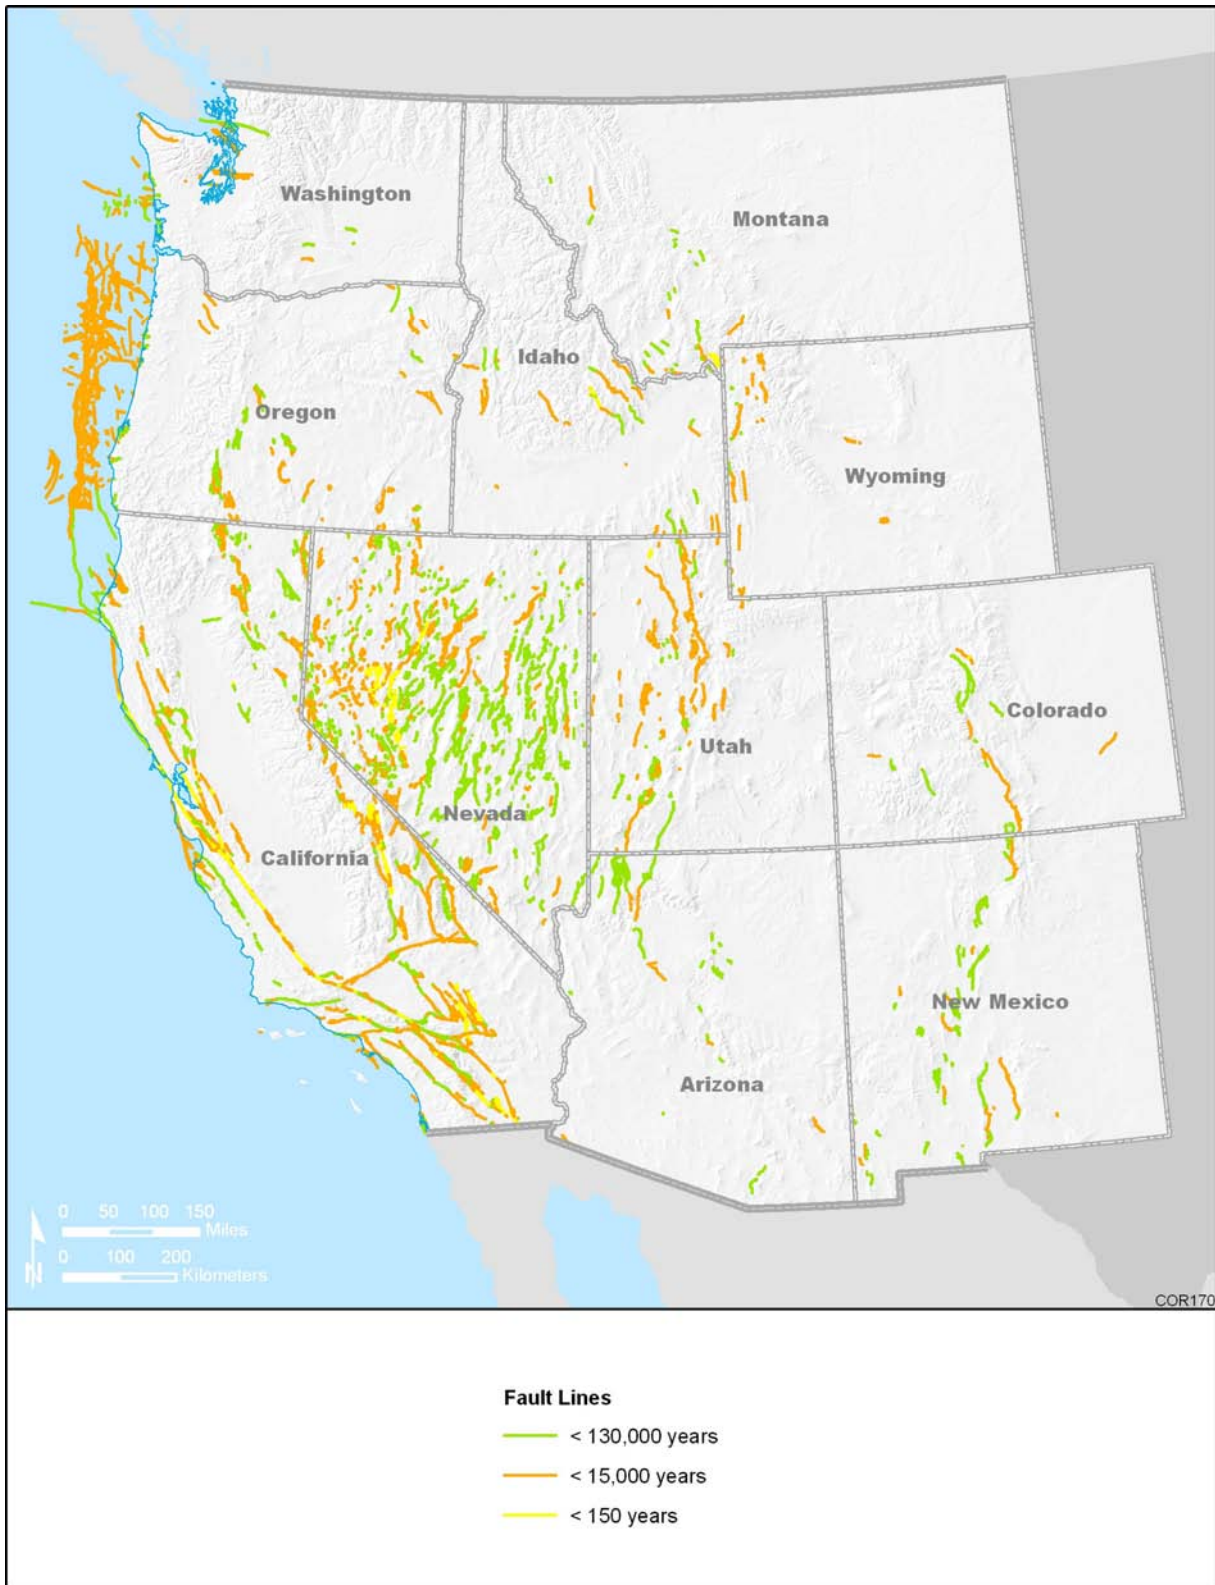 Washington
Montana
Idaho
Oregon
Wyoming
Colorado
Utah
Nevada
California
New Mexico
Arizona
0 50 100 150
Miles
0 100 200
Kilometers
N
COR170
Fault Lines
< 130,000 years
< 15,000 years
< 150 years